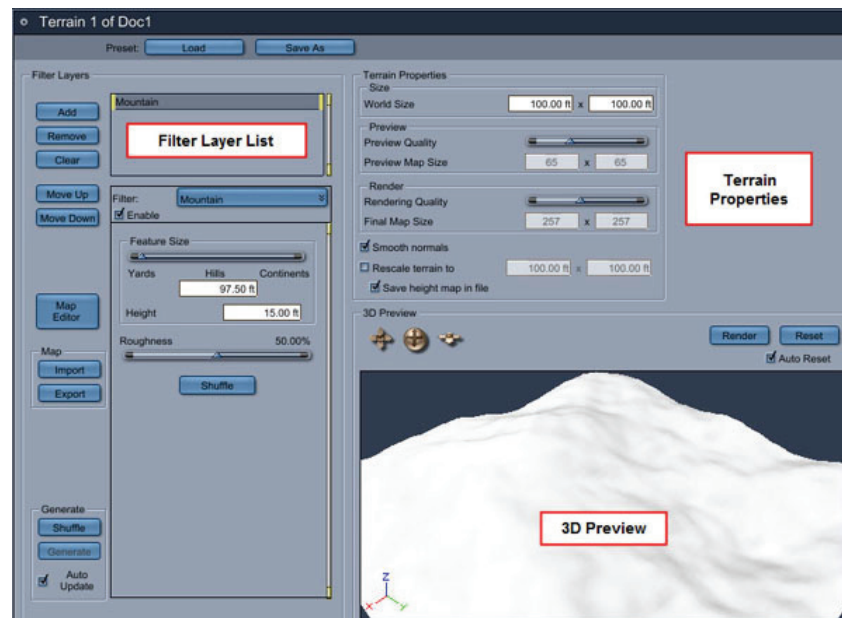 Terrain 1 of Doc1
Preset: Load Save As
Filter Layers
Add
Remove
Clear
Move Up
Move Down
Map Editor
Map
Import
Export
Generate
Shuffle
Generate
Auto Update
Mountain
Filter Layer List
Filter: Mountain
Enable
Feature Size
Yards Hills Continents
97.50 ft
Height 15.00 ft
Roughness 50.00%
Shuffle
Terrain Properties
Size
World Size 100.00 ft x 100.00 ft
Preview
Preview Quality
Preview Map Size 65 x 65
Render
Rendering Quality
Final Map Size 257 x 257
Smooth normals
Rescale terrain to 100.00 ft x 100.00 ft
Save height map in file
Terrain
Properties
3D Preview
Render Reset
Auto Reset
3D Preview
Z
X Y